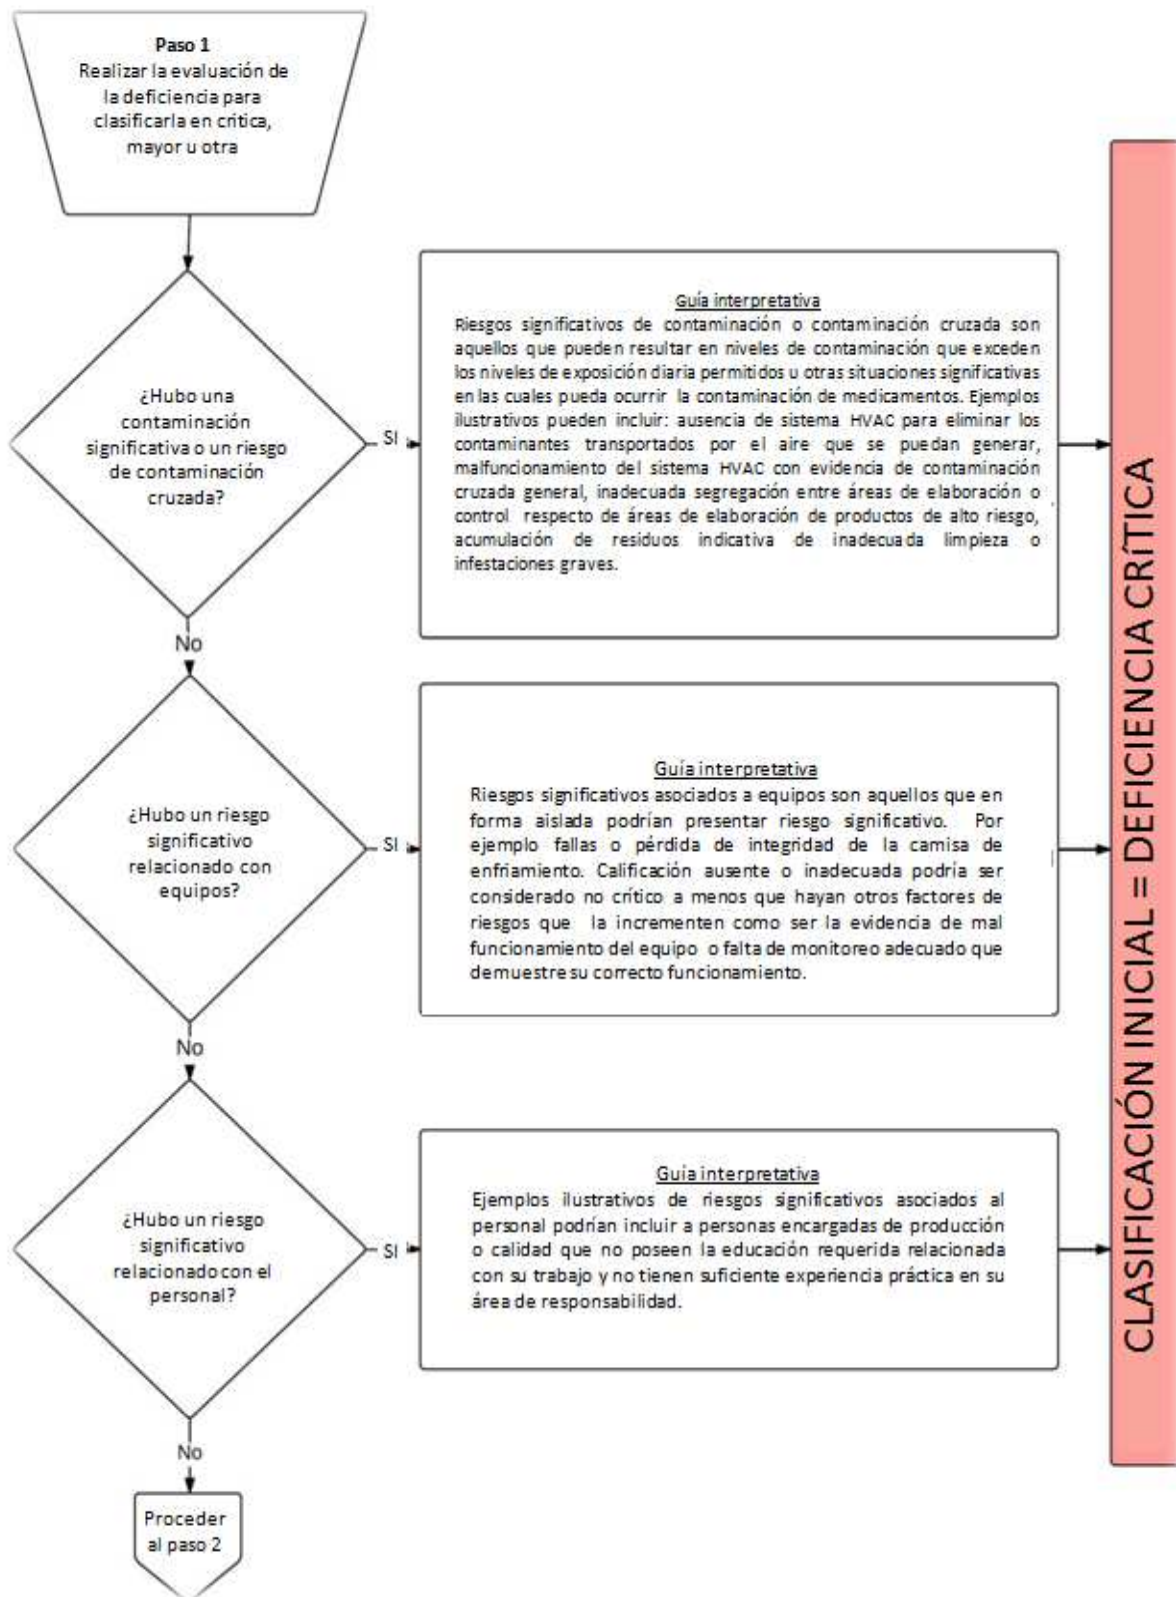 Paso 1
Realizar la evaluación de
la deficiencia para
clasificarla en critica,
mayor u otra
¿Hubo una
contaminación
significativa o un riesgo
de contaminación
cruzada?
SI
Guía interpretativa
Riesgos significativos de contaminación o contaminación cruzada son
aquellos que pueden resultar en niveles de contaminación que exceden
los niveles de exposición diaria permitidos u otras situaciones significativas
en las cuales pueda ocurrir la contaminación de medicamentos. Ejemplos
ilustrativos pueden incluir: ausencia de sistema HVAC para eliminar los
contaminantes transportados por el aire que se puedan generar,
malfuncionamiento del sistema HVAC con evidencia de contaminación
cruzada general, inadecuada segregación entre áreas de elaboración o
control respecto de áreas de elaboración de productos de alto riesgo,
acumulación de residuos indicativa de inadecuada limpieza o
infestaciones graves.
No
¿Hubo un riesgo
significativo
relacionado con
equipos?
SI
Guía interpretativa
Riesgos significativos asociados a equipos son aquellos que en
forma aislada podrían presentar riesgo significativo. Por
ejemplo fallas o pérdida de integridad de la camisa de
enfriamiento. Calificación ausente o inadecuada podría ser
considerado no crítico a menos que hayan otros factores de
riesgos que la incrementen como ser la evidencia de mal
funcionamiento del equipo o falta de monitoreo adecuado que
demuestre su correcto funcionamiento.
No
¿Hubo un riesgo
significativo
relacionado con el
personal?
SI
Guía interpretativa
Ejemplos ilustrativos de riesgos significativos asociados al
personal podrían incluir a personas encargadas de producción
o calidad que no poseen la educación requerida relacionada
con su trabajo y no tienen suficiente experiencia práctica en su
área de responsabilidad.
No
Proceder
al paso 2
CLASIFICACIÓN INICIAL = DEFICIENCIA CRÍTICA